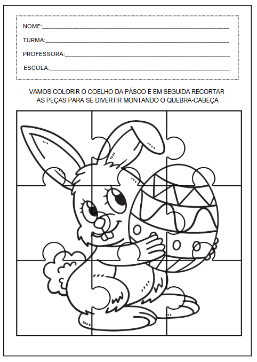 NOME:
TURMA:
PROFESSORA:
ESCOLA:
VAMOS COLORIR O COELHO DA PÁSCO E EM SEGUIDA RECORTAR
AS PEÇAS PARA SE DIVERTIR MONTANDO O QUEBRA-CABEÇA